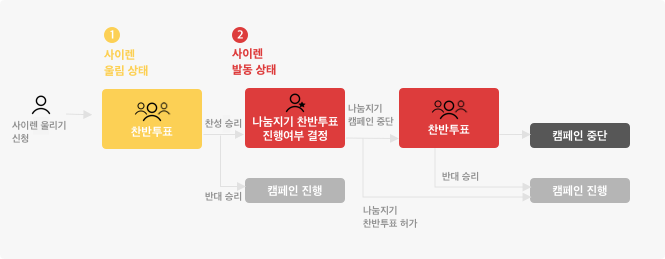 1
사이렌
울림 상태
2
사이렌
발동 상태
사이렌 울리기
신청
찬반투표
찬성 승리
반대 승리
나눔지기 찬반투표
진행여부 결정
캠페인 진행
나눔지기
캠페인 중단
나눔지기
찬반투표 허가
찬반투표
반대 승리
캠페인 중단
캠페인 진행